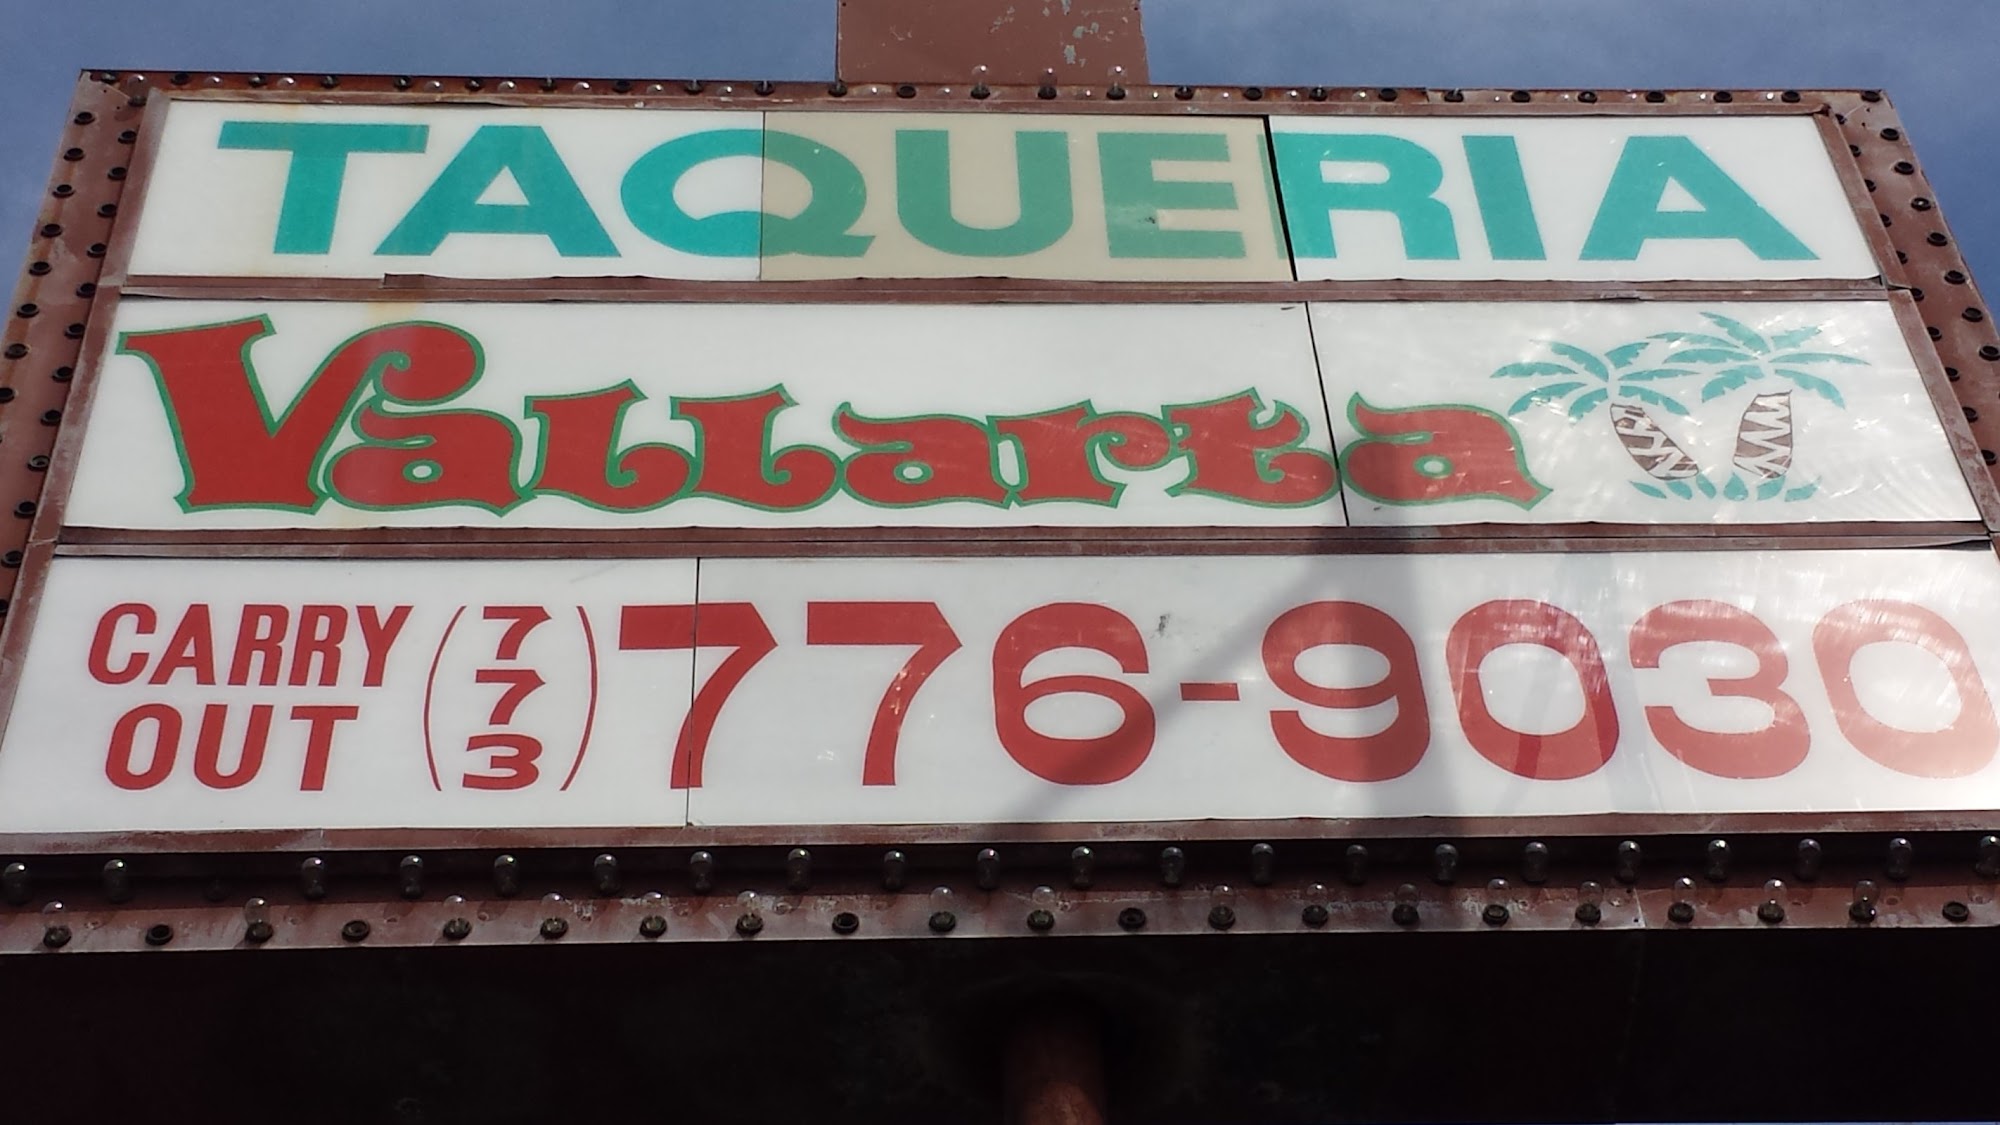 TAQUERIA
Vallarta
CARRY OUT (773) 776-9030